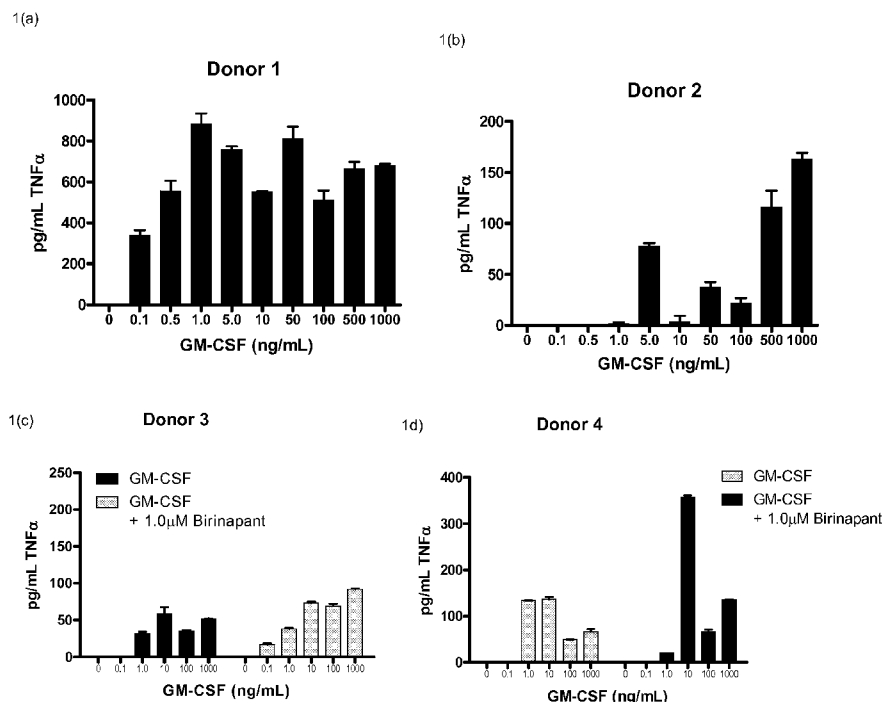 1(a)
Donor 1
1000
800
600
400
200
0
pg/mL TNFα
0 0.1 0.5 1.0 5.0 10 50 100 500 1000
GM-CSF (ng/mL)
1(b)
Donor 2
200
150
100
50
0
pg/mL TNFα
0 0.1 0.5 1.0 5.0 10 50 100 500 1000
GM-CSF (ng/mL)
1(c)
Donor 3
250
200
150
100
50
0
pg/mL TNFα
GM-CSF
GM-CSF
+ 1.0μM Birinapant
0 0.1 1.0 10 100 1000 0 0.1 1.0 10 100 1000
GM-CSF (ng/mL)
1d)
Donor 4
400
300
200
100
0
pg/mL TNFα
GM-CSF
GM-CSF
+ 1.0μM Birinapant
0 0.1 1.0 10 100 1000 0 0.1 1.0 10 100 1000
GM-CSF (ng/mL)